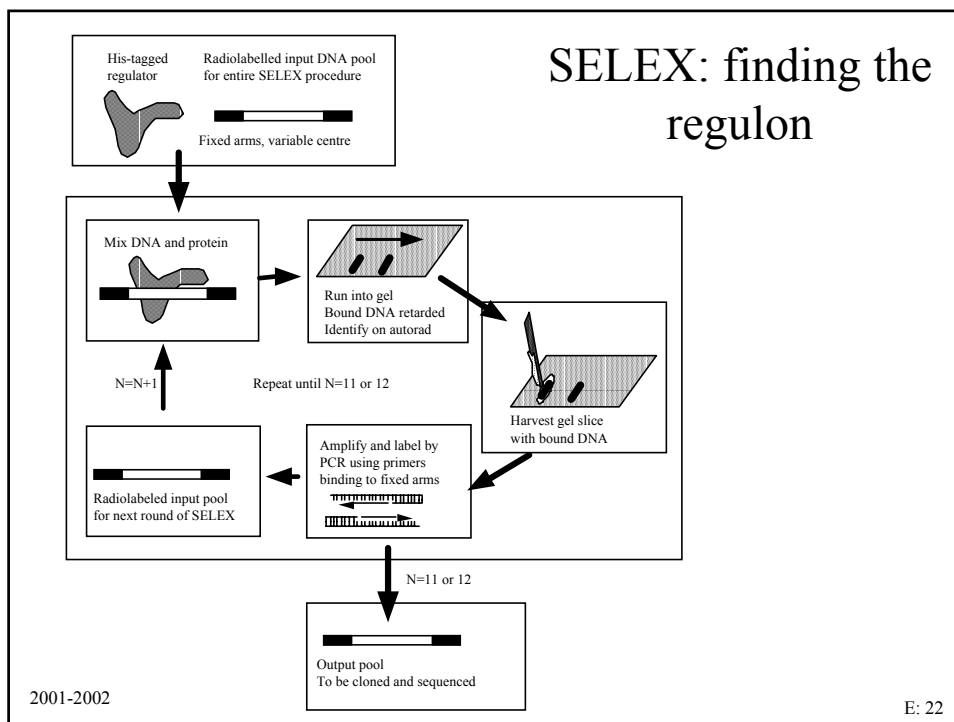 SELEX: finding the
regulon
His-tagged
regulator
Radiolabelled input DNA pool
for entire SELEX procedure
Fixed arms, variable centre
Mix DNA and protein
Run into gel
Bound DNA retarded
Identify on autorad
Harvest gel slice
with bound DNA
N=N+1
Repeat until N=11 or 12
Amplify and label by
PCR using primers
binding to fixed arms
Radiolabeled input pool
for next round of SELEX
N=11 or 12
Output pool
To be cloned and sequenced
2001-2002
E: 22